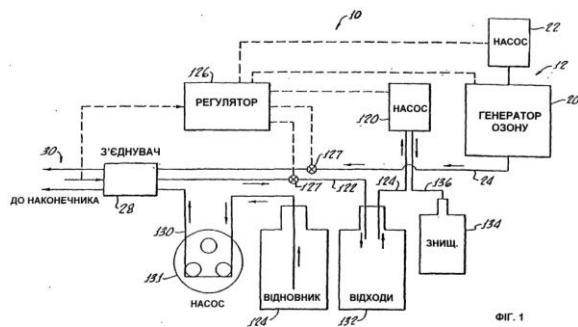 10
22
НАСОС
12
126
РЕГУЛЯТОР
120
НАСОС
20
ГЕНЕРАТОР
ОЗОНУ
30
З'ЄДНУВАЧ
127
127
122
124
136
24
ДО НАКОНЕЧНИКА
28
130
131
НАСОС
ВІДНОВНИК
124
ВІДХОДИ
132
ЗНИЩ.
134
ФІГ. 1